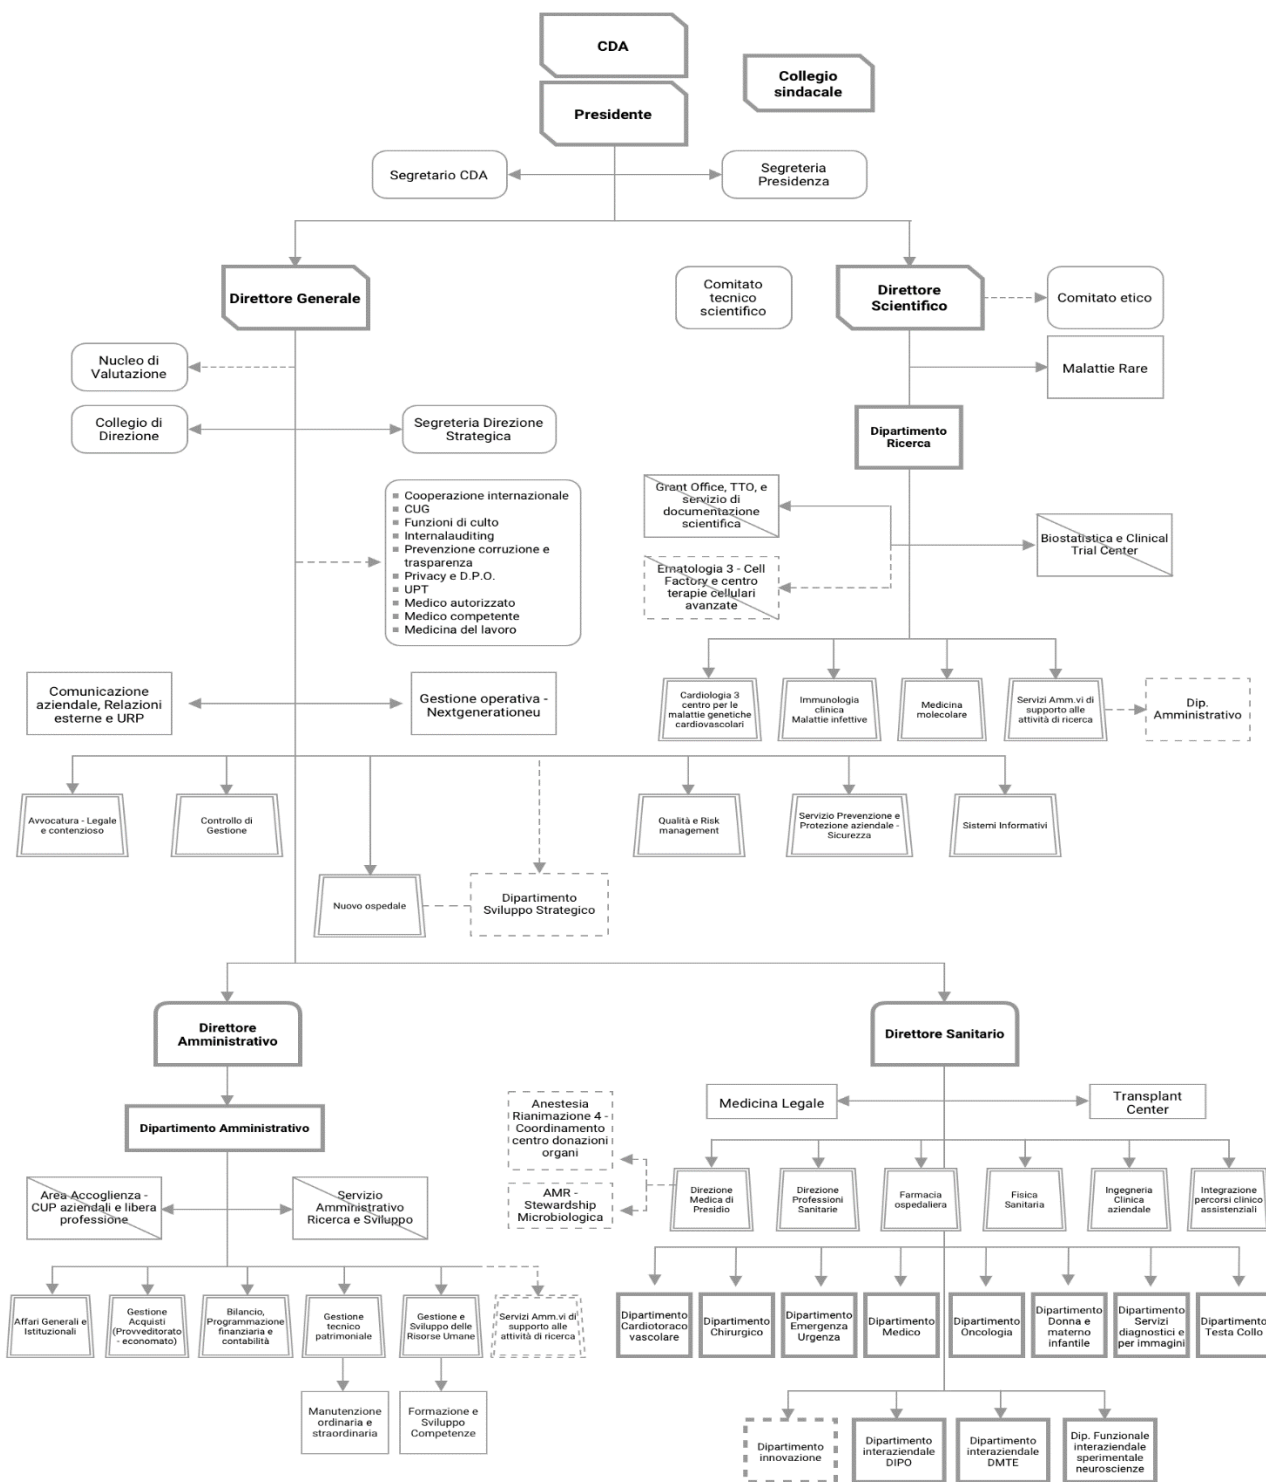 CDA
Collegio
sindacale
Presidente
Segretario CDA
Segreteria
Presidenza
Direttore Generale
Comitato
tecnico
scientifico
Direttore
Scientifico
Comitato etico
Nucleo di
Valutazione
Malattie Rare
Collegio di
Direzione
Segreteria Direzione
Strategica
Dipartimento
Ricerca
Cooperazione internazionale
CUG
Funzioni di culto
Internalauditing
Prevenzione corruzione e
trasparenza
Privacy e D.P.O.
UPT
Medico autorizzato
Medico competente
Medicina del lavoro
Grant Office, TTO, e
servizio di
documentazione
scientifica
Biostatistica e Clinical
Trial Center
Ematologia 3 - Cell
Factory e centro
terapie cellulari
avanzate
Comunicazione
aziendale, Relazioni
esterne e URP
Gestione operativa -
Nextgenerationeu
Cardiologia 3
centro per le
malattie genetiche
cardiovascolari
Immunologia
clinica
Malattie infettive
Medicina
molecolare
Servizi Amm.vi di
supporto alle
attività di ricerca
Dip.
Amministrativo
Avvocatura - Legale
e contenzioso
Controllo di
Gestione
Qualità e Risk
management
Servizio Prevenzione e
Protezione aziendale -
Sicurezza
Sistemi Informativi
Nuovo ospedale
Dipartimento
Sviluppo Strategico
Direttore
Amministrativo
Direttore Sanitario
Dipartimento Amministrativo
Anestesia
Rianimazione 4 -
Coordinamento
centro donazioni
organi
Medicina Legale
Transplant
Center
Area Accoglienza -
CUP aziendali e libera
professione
Servizio
Amministrativo
Ricerca e Sviluppo
AMR -
Stewardship
Microbiologica
Direzione
Medica di
Presidio
Direzione
Professioni
Sanitarie
Farmacia
ospedaliera
Fisica
Sanitaria
Ingegneria
Clinica
aziendale
Integrazione
percorsi clinico
assistenziali
Affari Generali e
Istituzionali
Gestione
Acquisti
(Provveditorato
- economato)
Bilancio,
Programmazione
finanziaria e
contabilità
Gestione
tecnico
patrimoniale
Gestione e
Sviluppo delle
Risorse Umane
Servizi Amm.vi di
supporto alle
attività di ricerca
Dipartimento
Cardiotoraco
vascolare
Dipartimento
Chirurgico
Dipartimento
Emergenza
Urgenza
Dipartimento
Medico
Dipartimento
Oncologia
Dipartimento
Donna e
materno
infantile
Dipartimento
Servizi
diagnostici e
per immagini
Dipartimento
Testa Collo
Manutenzione
ordinaria e
straordinaria
Formazione e
Sviluppo
Competenze
Dipartimento
innovazione
Dipartimento
interaziendale
DIPO
Dipartimento
interaziendale
DMTE
Dip. Funzionale
interaziendale
sperimentale
neuroscienze